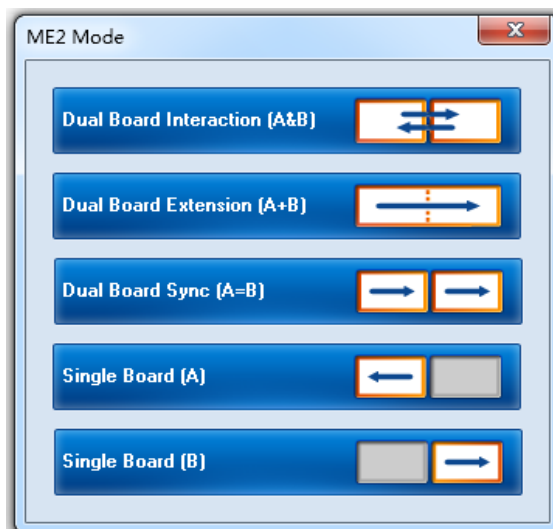 ME2 Mode
Dual Board Interaction (A&B)
Dual Board Extension (A+B)
Dual Board Sync (A=B)
Single Board (A)
Single Board (B)